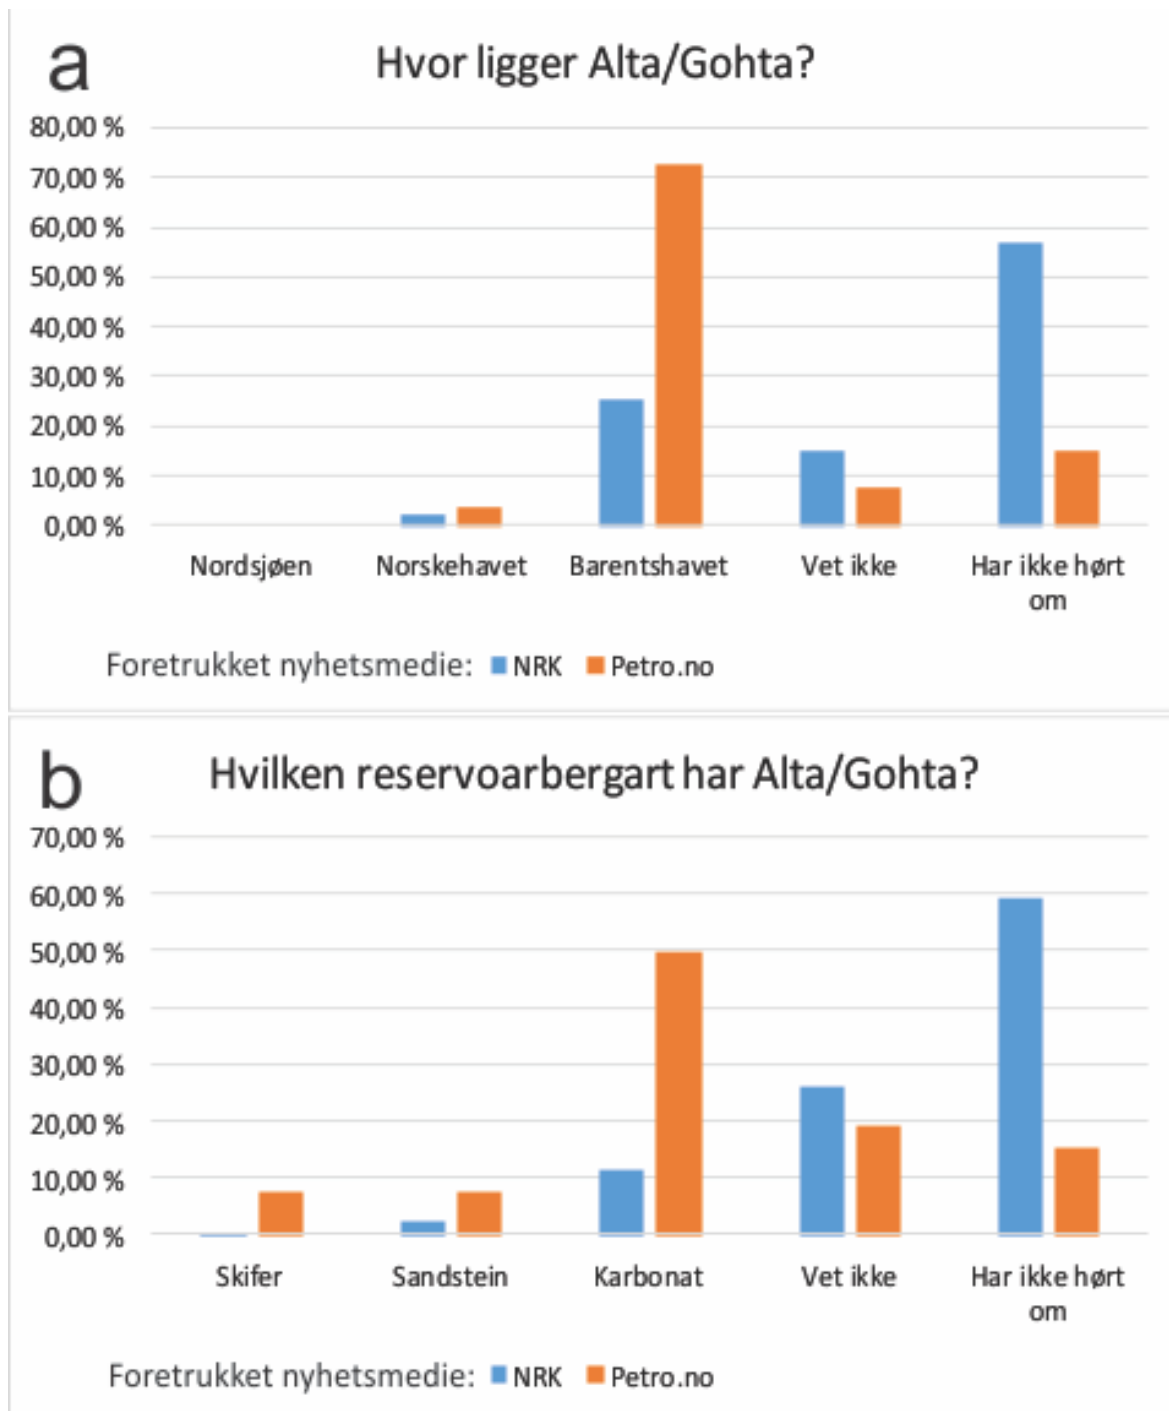 a
Hvor ligger Alta/Gohta?
80,00 %
70,00 %
60,00 %
50,00 %
40,00 %
30,00 %
20,00 %
10,00 %
0,00 %
Nordsjøen Norskehavet Barentshavet Vet ikke Har ikke hørt
om
Foretrukket nyhetsmedie: NRK Petro.no
b
Hvilken reservoarbergart har Alta/Gohta?
70,00 %
60,00 %
50,00 %
40,00 %
30,00 %
20,00 %
10,00 %
0,00 %
Skifer Sandstein Karbonat Vet ikke Har ikke hørt
om
Foretrukket nyhetsmedie: NRK Petro.no